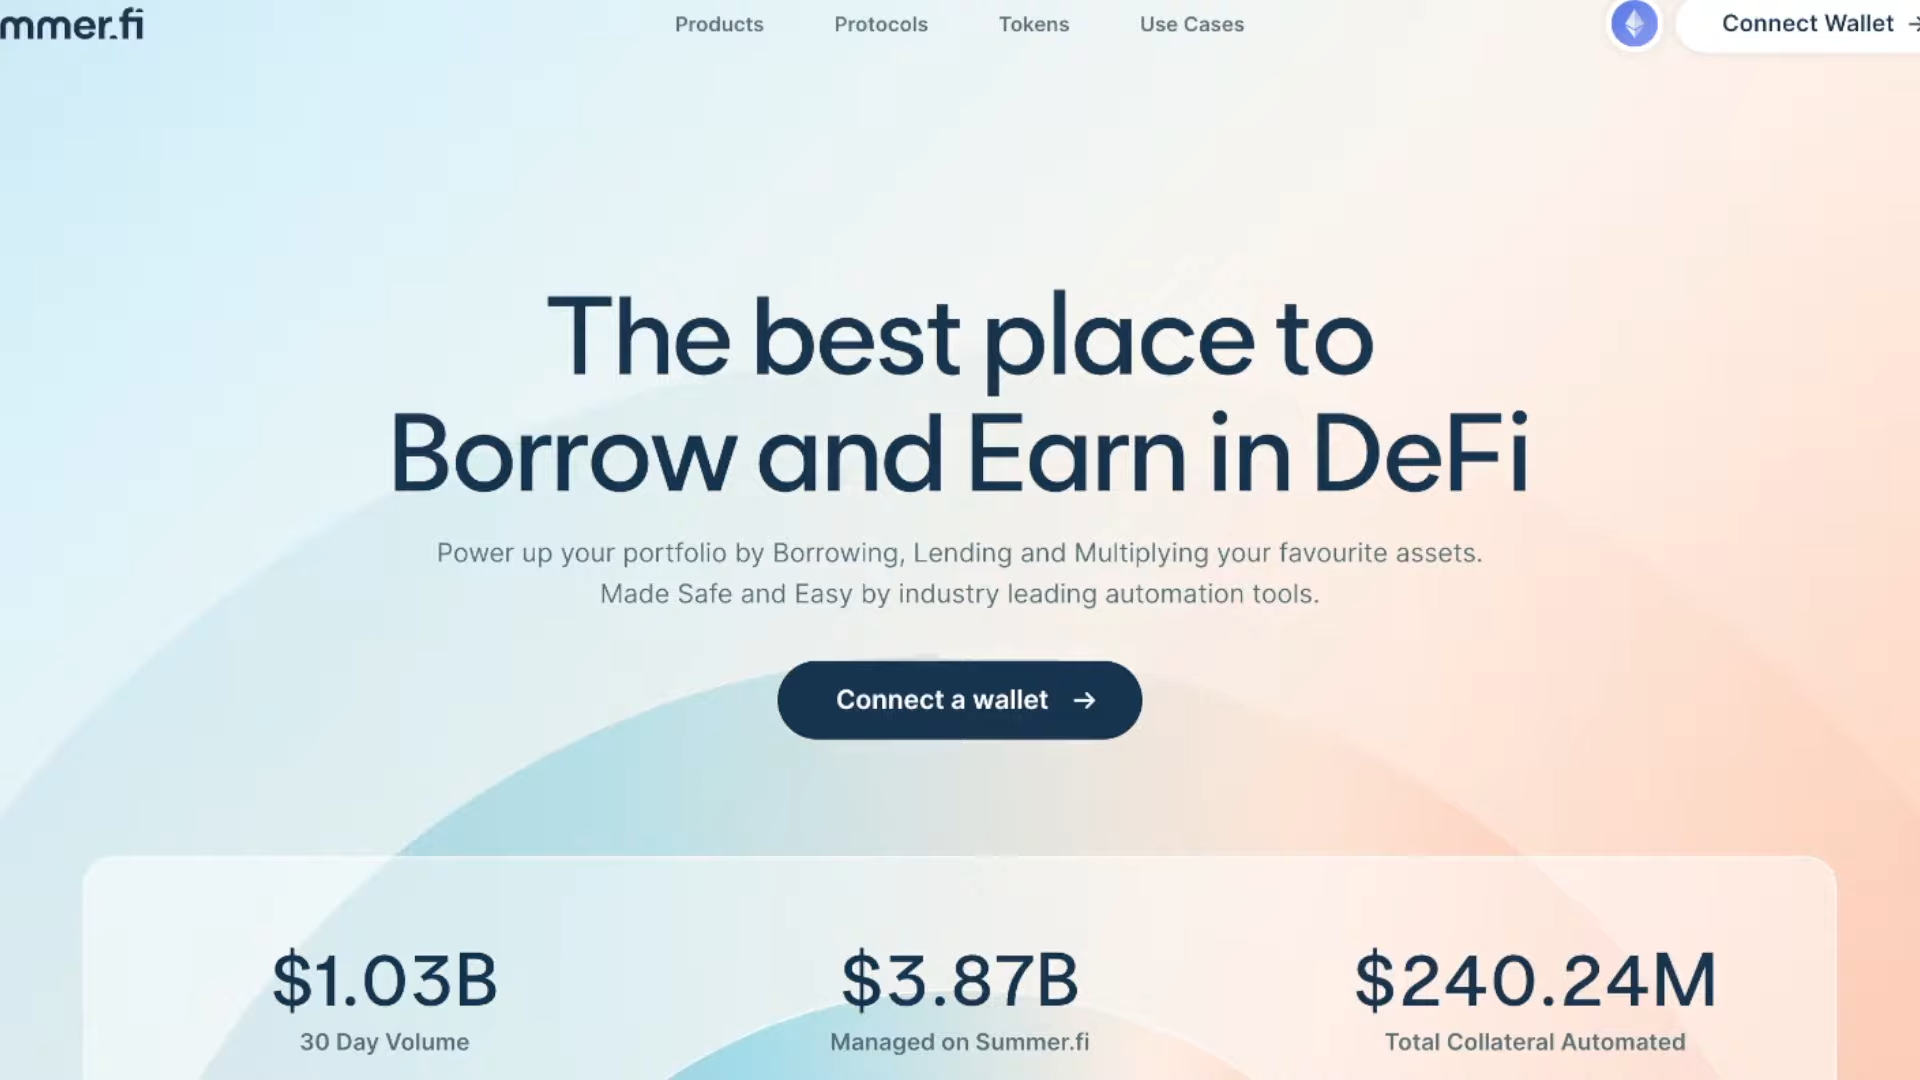 mmer.fi
Products Protocols Tokens Use Cases
Connect Wallet →
The best place to
Borrow and Earn in DeFi
Power up your portfolio by Borrowing, Lending and Multiplying your favourite assets.
Made Safe and Easy by industry leading automation tools.
Connect a wallet →
$1.03B $3.87B $240.24M
30 Day Volume Managed on Summer.fi Total Collateral Automated